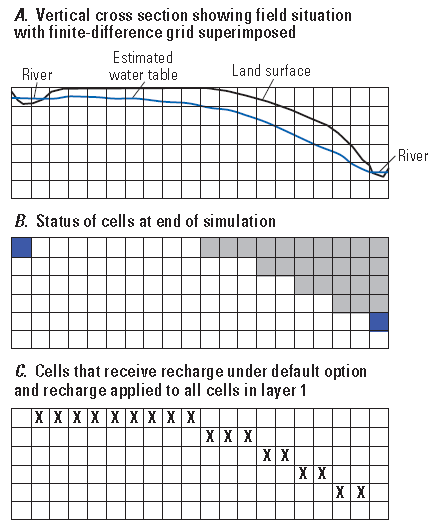 A. Vertical cross section showing field situation
with finite-difference grid superimposed
River
Estimated
water table
Land surface
River
B. Status of cells at end of simulation
C. Cells that receive recharge under default option
and recharge applied to all cells in layer 1
X X X X X X X X X
X X X
X X
X X
X X